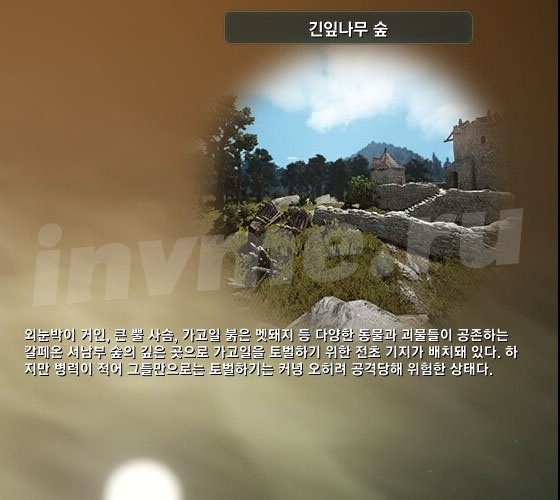 긴잎나무 숲
invme.ru
외눈박이 거인, 큰 뿔 사슴, 가고일 붉은 멧돼지 등 다양한 동물과 괴물들이 공존하는
칼페온 서남부 숲의 깊은 곳으로 가고일을 토벌하기 위한 전초 기지가 배치돼 있다. 하
지만 병력이 적어 그들만으로는 토벌하기는 커녕 오히려 공격당해 위험한 상태다.